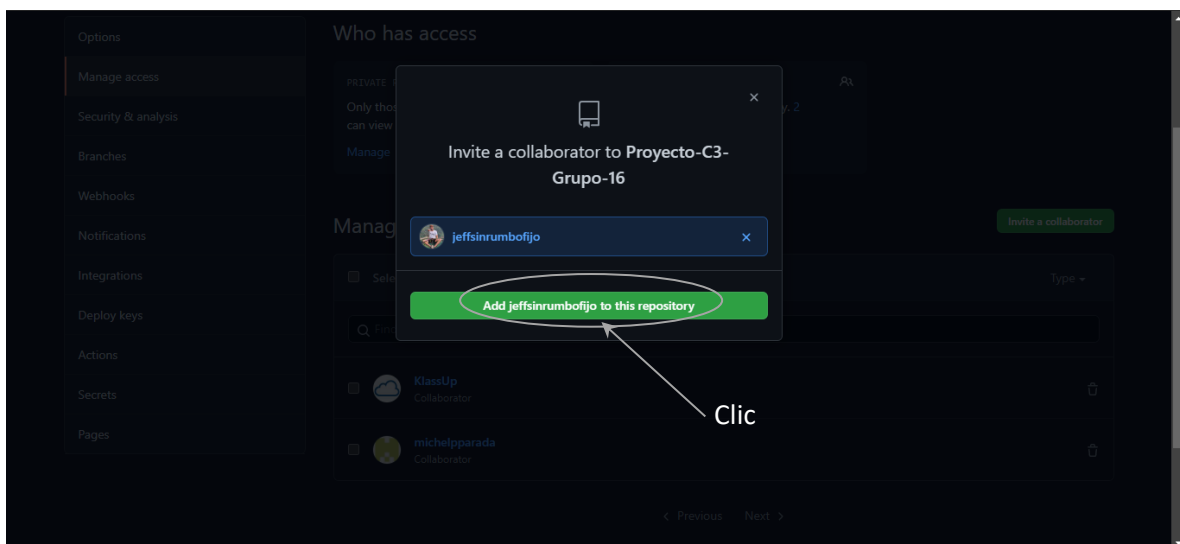 Options
Manage access
Security & analysis
Branches
Webhooks
Notifications
Integrations
Deploy keys
Actions
Secrets
Pages
Who has access
PRIVATE
Only
can view
Manage
2
Invite a collaborator to Proyecto-C3-
Grupo-16
jeffsinrumbofijo
Add jeffsinrumbofijo to this repository
Clic
Manag
Invite a collaborator
Sele
Type
KlassUp
Collaborator
michelpparada
Collaborator
Previous Next